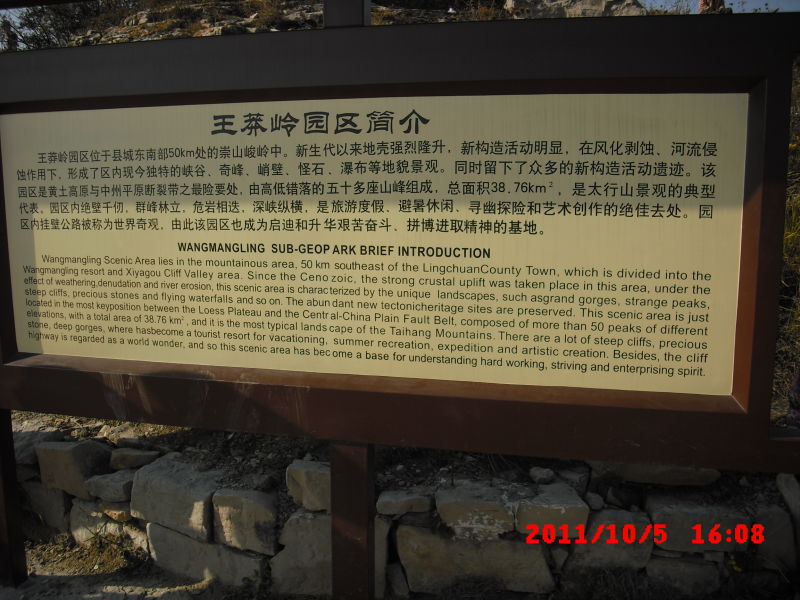 王莽岭园区简介
王莽岭园区位于县城东南部50km处的崇山峻岭中。新生代以来地壳强烈隆升，新构造活动明显，在风化剥蚀、河流侵
蚀作用下，形成了区内现今独特的峡谷、奇峰、峭壁、怪石、瀑布等地貌景观。同时留下了众多的新构造活动遗迹。该
园区是黄土高原与中州平原断裂带之最险要处，由高低错落的五十多座山峰组成，总面积38.76km²，是太行山景观的典型
代表，园区内绝壁千仞，群峰林立，危岩相迭，深峡纵横，是旅游度假、避暑休闲、寻幽探险和艺术创作的绝佳去处。园
区内挂壁公路被称为世界奇观，由此该园区也成为启迪和升华艰苦奋斗、拼博进取精神的基地。
WANGMANGLING SUB-GEOPARK BRIEF INTRODUCTION
Wangmangling Scenic Area lies in the mountainous area, 50 km southeast of the LingchuanCounty Town, which is divided into the
Wangmangling resort and Xiyagou Cliff Valley area. Since the Cenozoic, the strong crustal uplift was taken place in this area, under the
effect of weathering,denudation and river erosion, this scenic area is characterized by the unique landscapes, such asgrand gorges, strange peaks,
steep cliffs, precious stones and flying waterfalls and so on. The abundant new tectonicheritage sites are preserved. This scenic area is just
located in the most keyposition between the Loess Plateau and the Central-China Plain Fault Belt, composed of more than 50 peaks of different
elevations, with a total area of 38.76 km², and it is the most typical landscape of the Taihang Mountains. There are a lot of steep cliffs, precious
stone, deep gorges, where hasbecome a tourist resort for vacationing, summer recreation, expedition and artistic creation. Besides, the cliff
highway is regarded as a world wonder, and so this scenic area has become a base for understanding hard working, striving and enterprising spirit.
2011/10/5 16:08